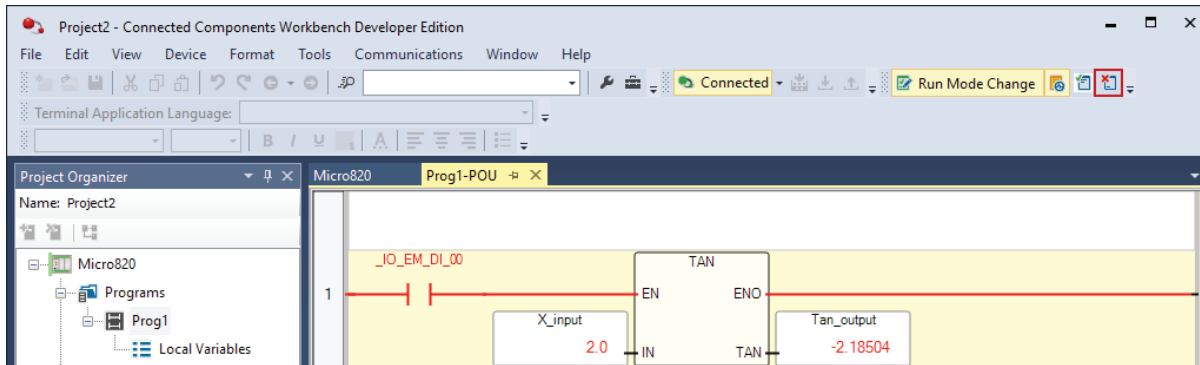 Project2 - Connected Components Workbench Developer Edition
File Edit View Device Format Tools Communications Window Help
Connected Run Mode Change
Terminal Application Language:
B I U A
Project Organizer Micro820 Prog1-POU
Name: Project2
Micro820
Programs
Prog1
Local Variables
_IO_EM_DI_00
TAN
1
EN ENO
X_input Tan_output
2.0 IN TAN -2.18504